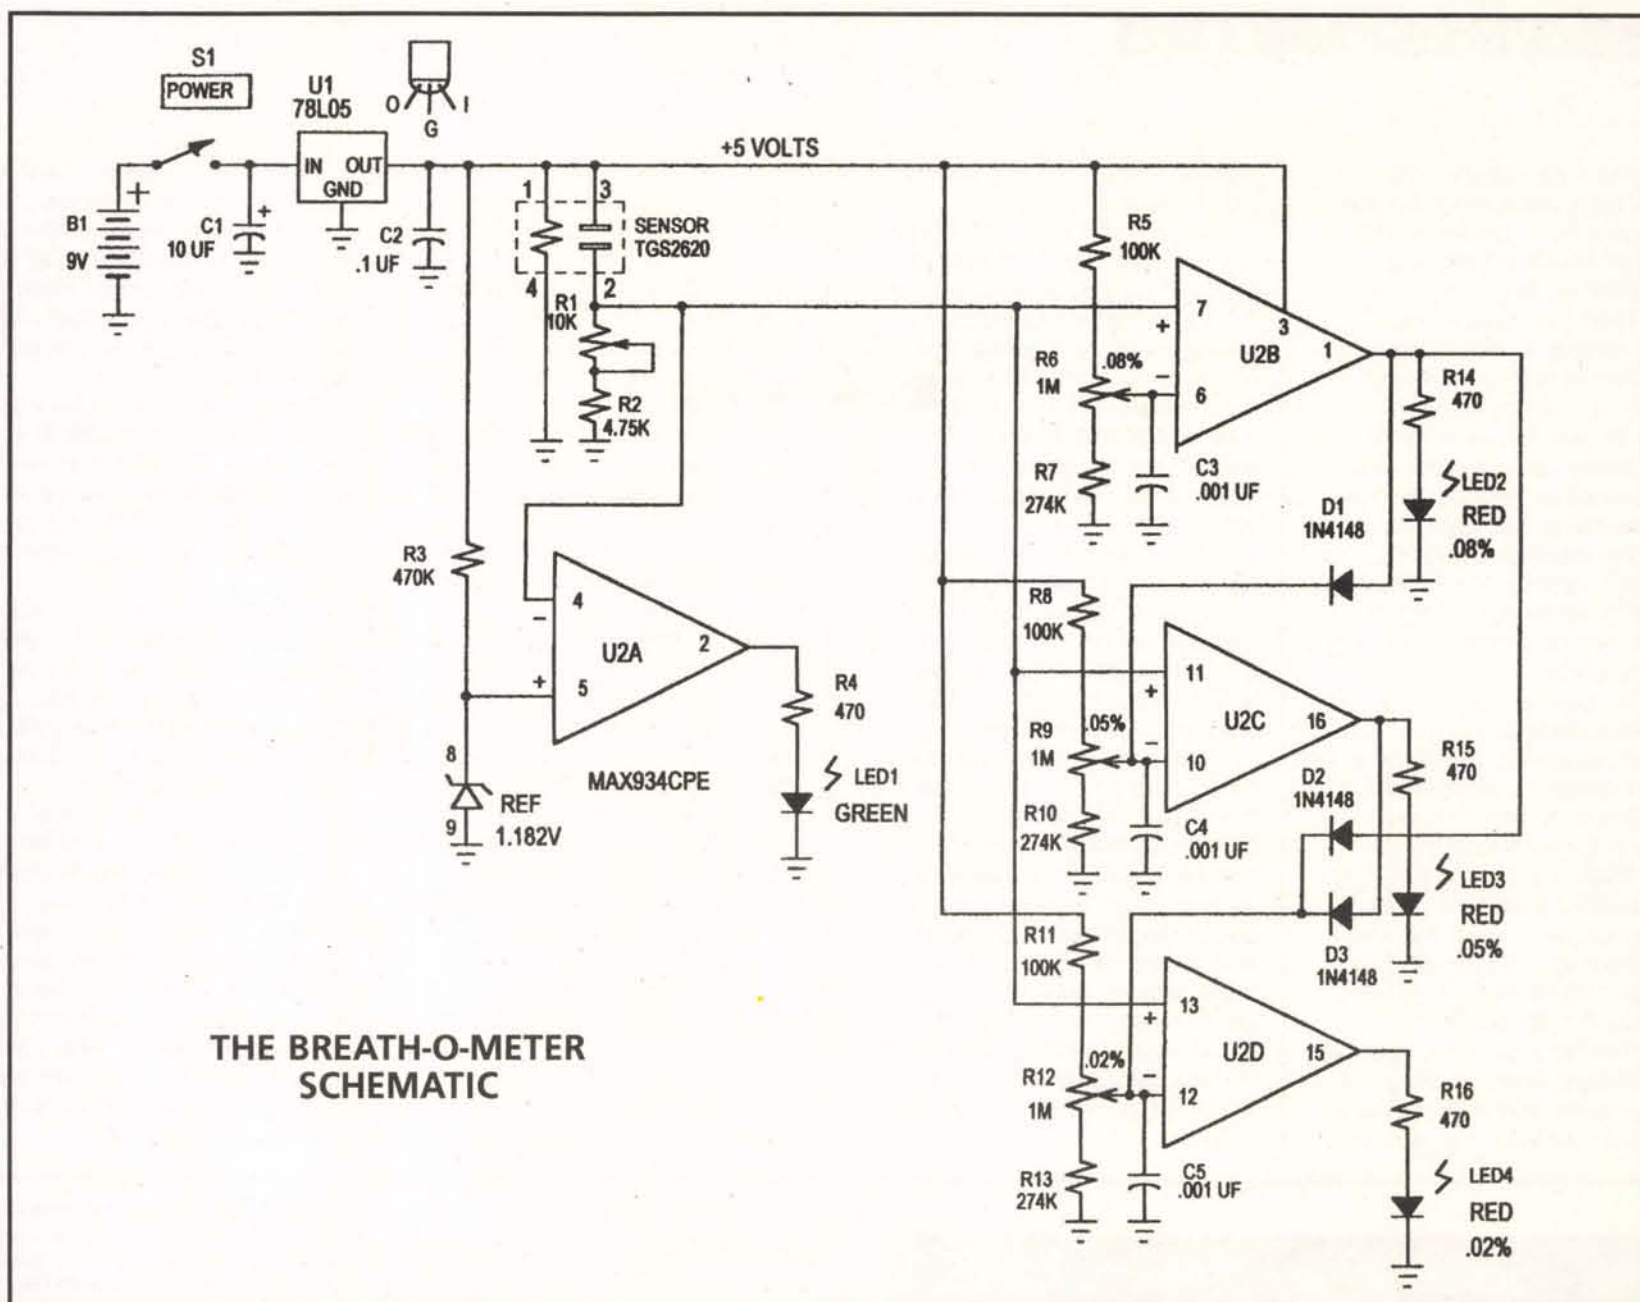 S1
POWER
U1
78L05
O
G
I
IN OUT
GND
+
B1
9V
C1
10 UF
+
C2
.1 UF
+5 VOLTS
1
3
SENSOR
TGS2620
4
2
R1
10K
R2
4.75K
R3
470K
4
−
U2A
2
+
5
MAX934CPE
8
9
REF
1.182V
R4
470
LED1
GREEN
R5
100K
R6
1M
.08%
R7
274K
C3
.001 UF
7
+
−
6
U2B
3
1
R14
470
LED2
RED
.08%
D1
1N4148
R8
100K
R9
1M
.05%
R10
274K
C4
.001 UF
11
+
−
10
U2C
16
R15
470
D2
1N4148
LED3
RED
.05%
D3
1N4148
R11
100K
R12
1M
.02%
R13
274K
C5
.001 UF
13
+
−
12
U2D
15
R16
470
LED4
RED
.02%
THE BREATH-O-METER
SCHEMATIC